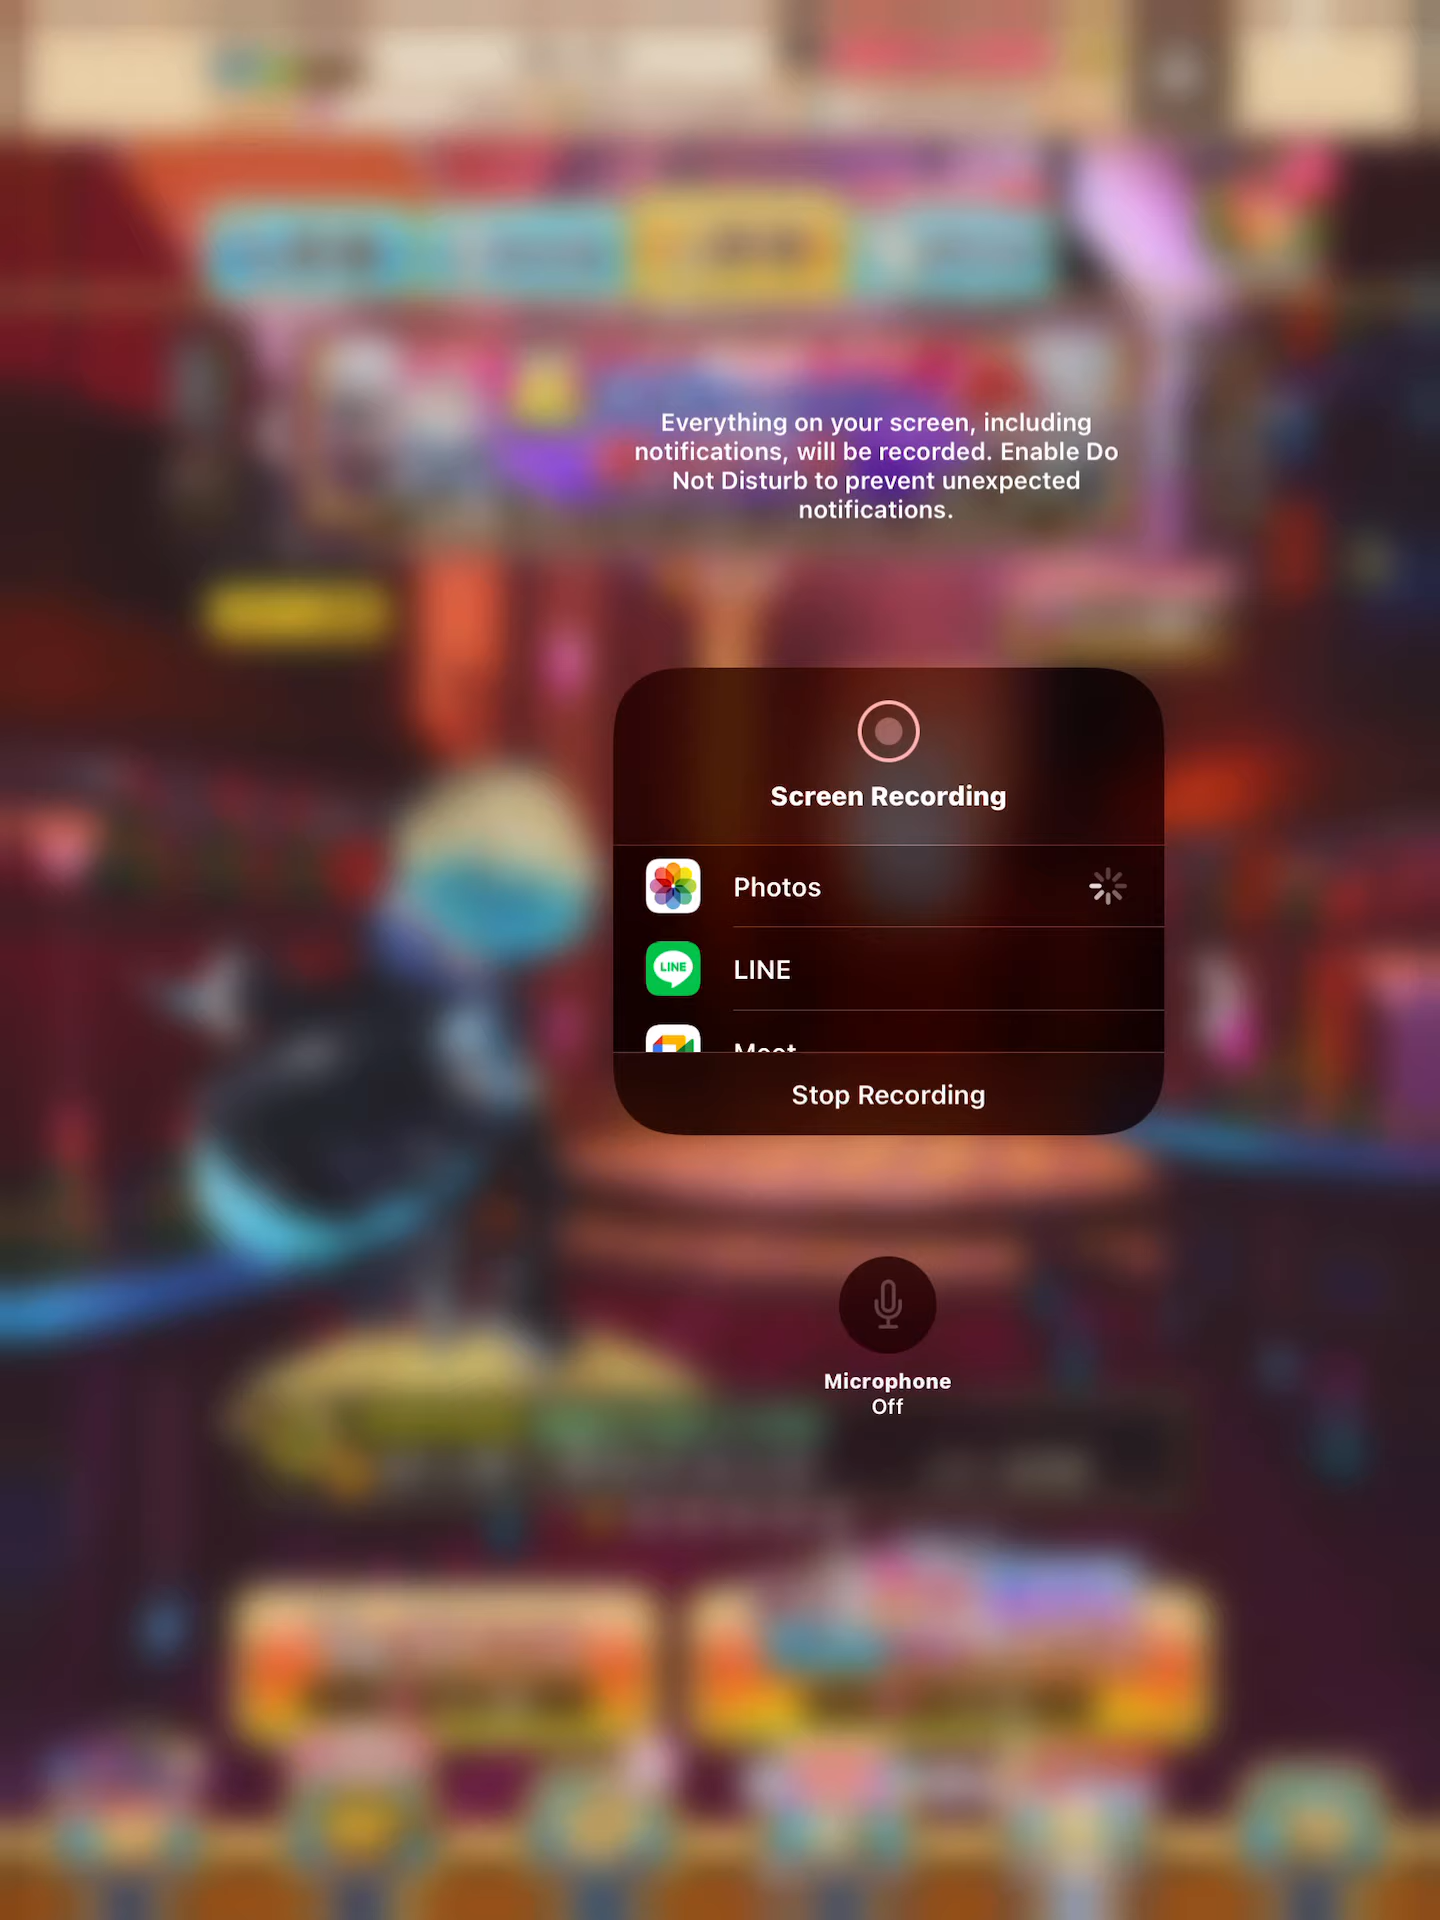 Everything on your screen, including
notifications, will be recorded. Enable Do
Not Disturb to prevent unexpected
notifications.
Screen Recording
Photos
LINE
LINE
Meet
Stop Recording
Microphone
Off